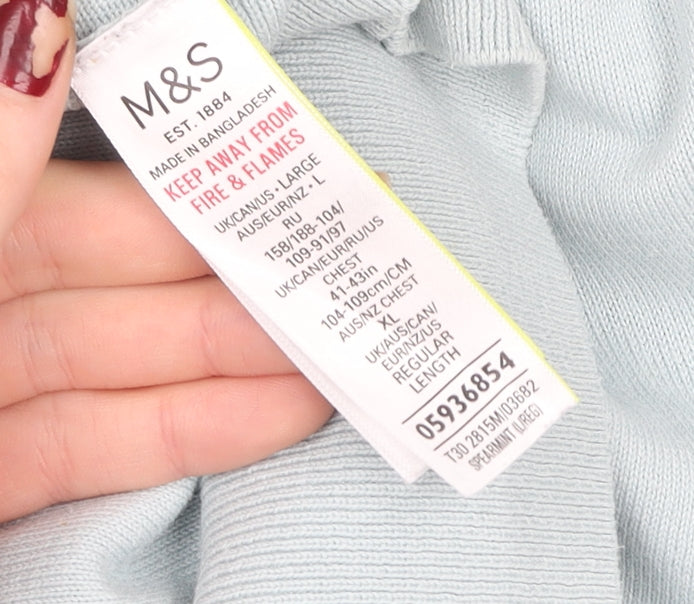 M&S
EST. 1884
MADE IN BANGLADESH
KEEP AWAY FROM
FIRE & FLAMES
UK/CAN/US • LARGE
AUS/EUR/NZ • L
RU
158/188-104/
109-91/97
UK/CAN/EUR/RU/US
CHEST
41-43in
104-109cm/CM
AUS/NZ CHEST
XL
UK/AUS/CAN/
EUR/NZ/US
REGULAR
LENGTH
05936854
T30 2815M/03682
SPEARMINT (L/REG)